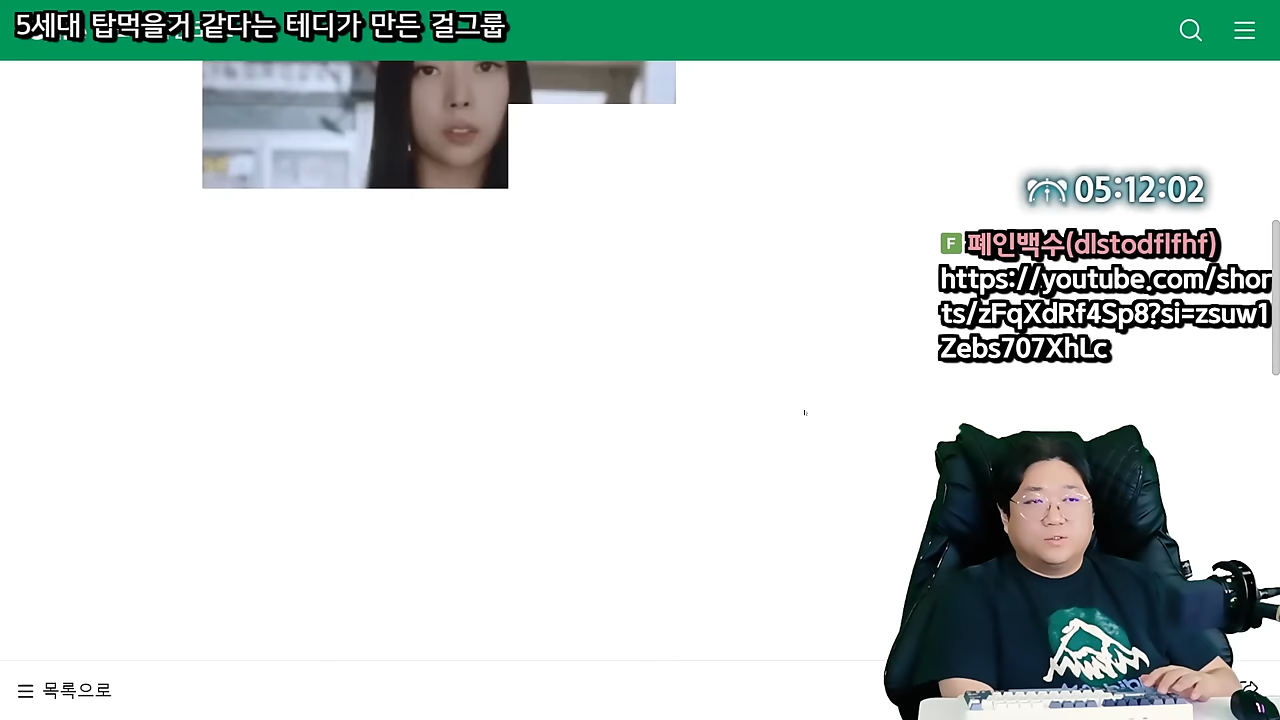 5세대 탑먹을거 같다는 테디가 만든 걸그룹
05:12:02
F 폐인백수(dlstodflfhf)
https://youtube.com/shor
ts/zFqXdRf4Sp8?si=zsuw1
Zebs707XhLc
목록으로